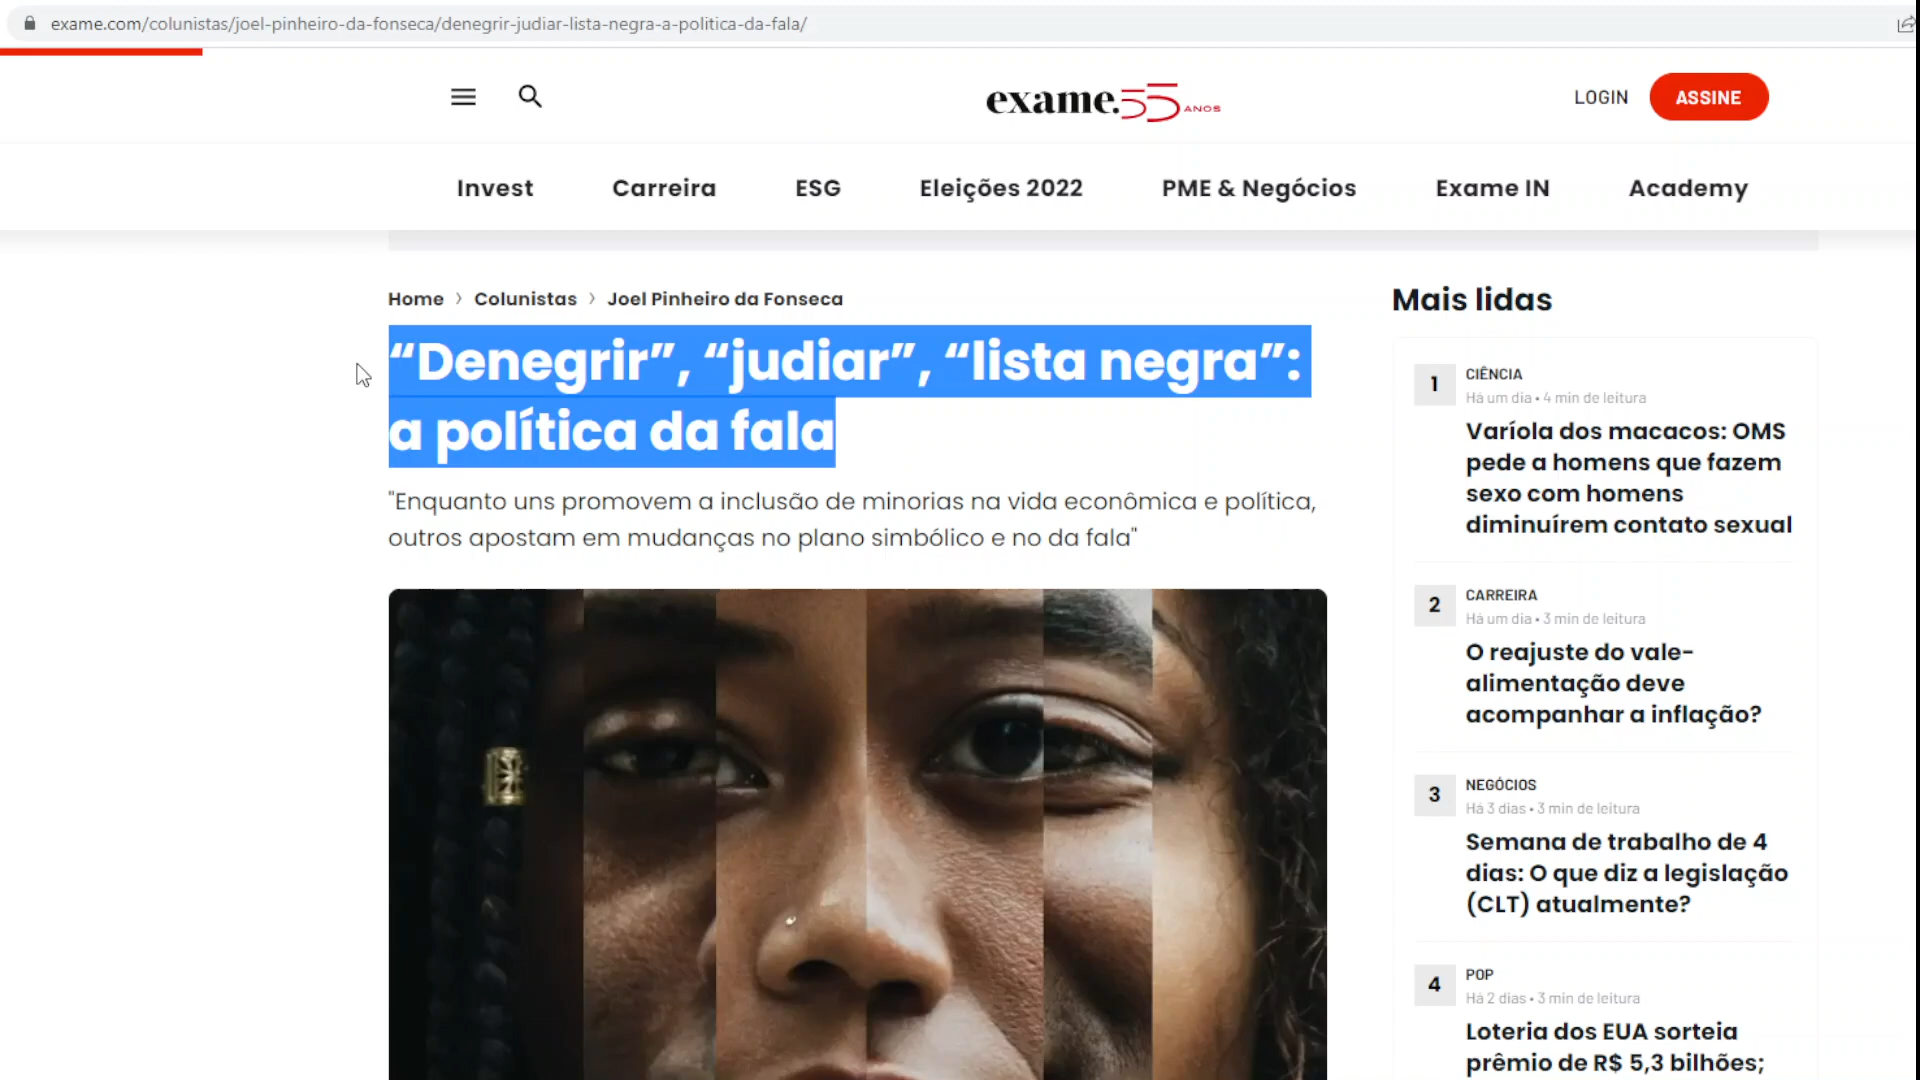 exame.com/colunistas/joel-pinheiro-da-fonseca/denegrir-judiar-lista-negra-a-politica-da-fala/
exame.55 ANOS
LOGIN
ASSINE
Invest
Carreira
ESG
Eleições 2022
PME & Negócios
Exame IN
Academy
Home › Colunistas › Joel Pinheiro da Fonseca
“Denegrir”, “judiar”, “lista negra”:
a política da fala
"Enquanto uns promovem a inclusão de minorias na vida econômica e política,
outros apostam em mudanças no plano simbólico e no da fala"
Mais lidas
1
CIÊNCIA
Há um dia • 4 min de leitura
Varíola dos macacos: OMS
pede a homens que fazem
sexo com homens
diminuírem contato sexual
2
CARREIRA
Há um dia • 3 min de leitura
O reajuste do vale-
alimentação deve
acompanhar a inflação?
3
NEGÓCIOS
Há 3 dias • 3 min de leitura
Semana de trabalho de 4
dias: O que diz a legislação
(CLT) atualmente?
4
POP
Há 2 dias • 3 min de leitura
Loteria dos EUA sorteia
prêmio de R$ 5,3 bilhões;